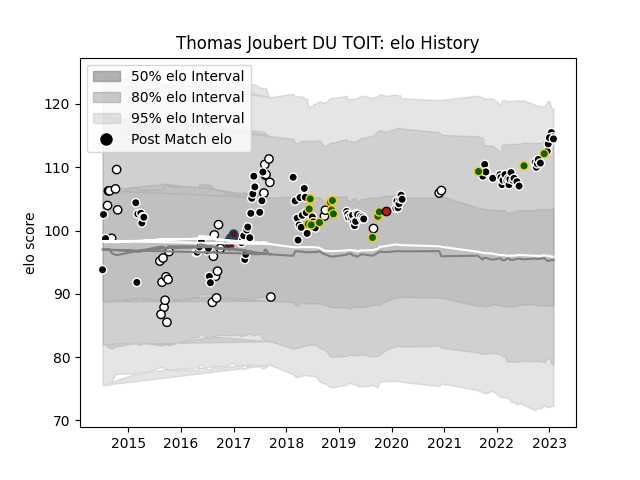 Thomas Joubert DU TOIT: elo History
50% elo Interval
80% elo Interval
95% elo Interval
Post Match elo
elo score
120
110
100
90
80
70
2015 2016 2017 2018 2019 2020 2021 2022 2023